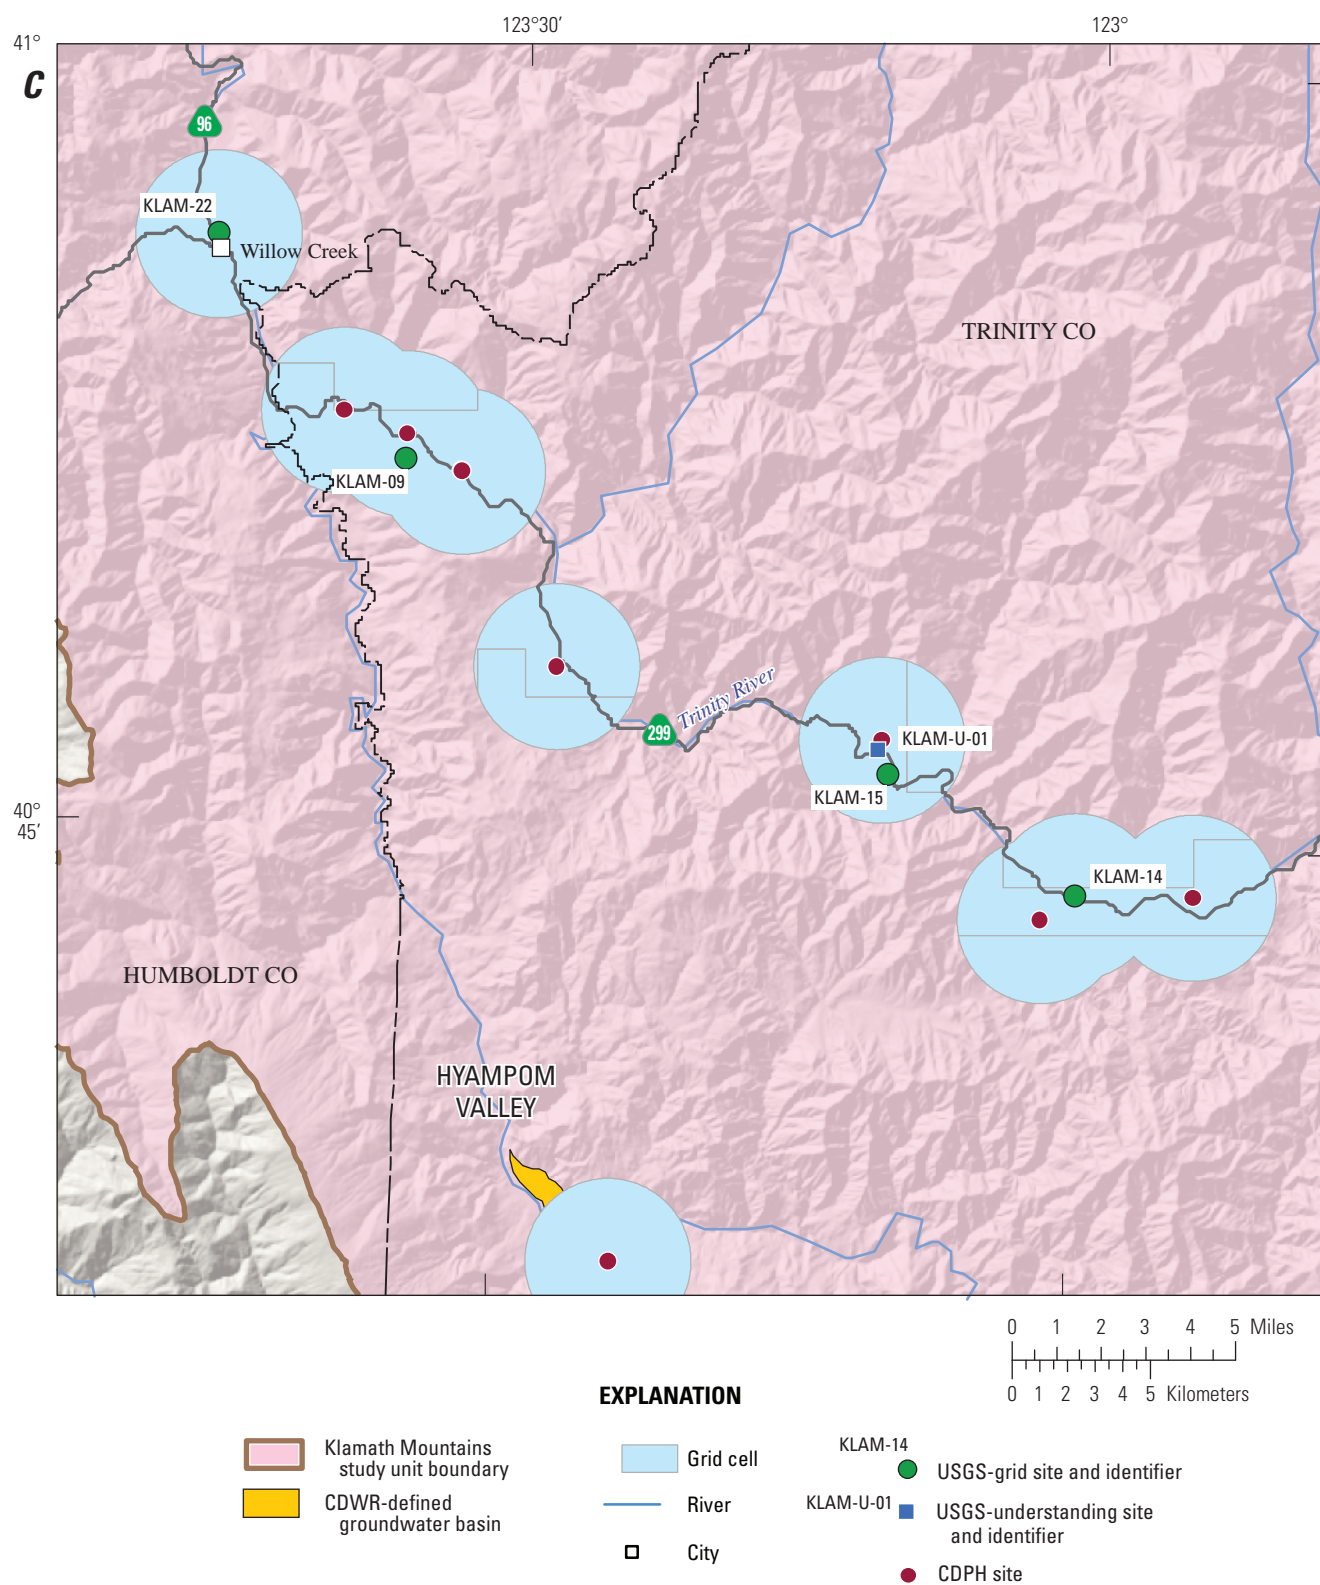 123°30′
123°
41°
C
96
KLAM-22
Willow Creek
TRINITY CO
KLAM-09
Trinity River
299
KLAM-U-01
KLAM-15
40°
45′
KLAM-14
HUMBOLDT CO
HYAMPOM
VALLEY
0 1 2 3 4 5 Miles
0 1 2 3 4 5 Kilometers
EXPLANATION
Klamath Mountains
study unit boundary
CDWR-defined
groundwater basin
Grid cell
River
City
KLAM-14
USGS-grid site and identifier
KLAM-U-01
USGS-understanding site
and identifier
CDPH site